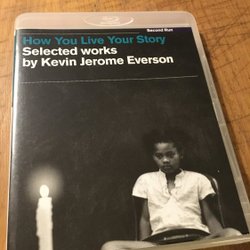 Second Run
How You Live Your Story
Selected works
by Kevin Jerome Everson